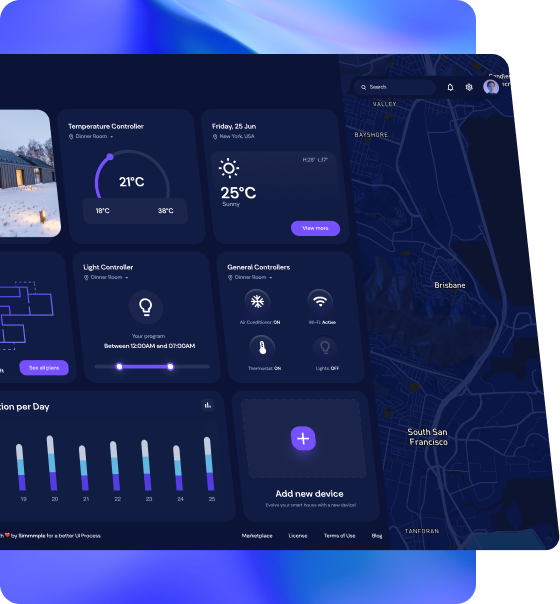 Search
VALLEY
BAYSHORE
Temperature Controller
Dinner Room
21°C
18°C
38°C
Friday, 25 Jun
New York, USA
H:28° L:17°
25°C
Sunny
View more
Brisbane
See all plans
Light Controller
Dinner Room
Your program
Between 12:00AM and 07:00AM
General Controllers
Dinner Room
Air Conditioner: ON
Wi-Fi: Active
Thermostat: ON
Lights: OFF
per Day
19
20
21
22
23
24
25
Add new device
Evolve your smart house with a new device!
South San
Francisco
TANFORAN
by Simmmple for a better UI Process
Marketplace
License
Terms of Use
Blog